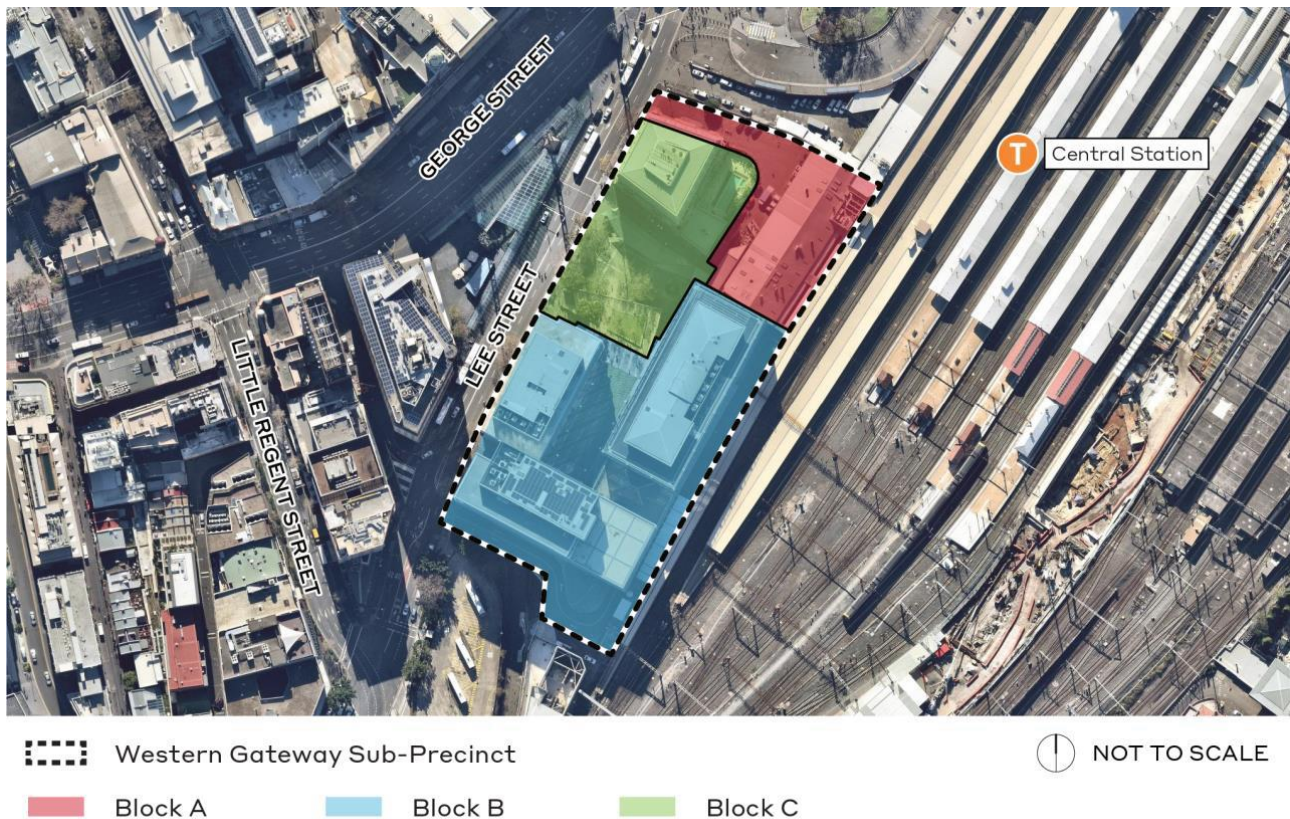 GEORGE STREET
T
Central Station
LEE STREET
LITTLE REGENT STREET
Western Gateway Sub-Precinct
NOT TO SCALE
Block A
Block B
Block C